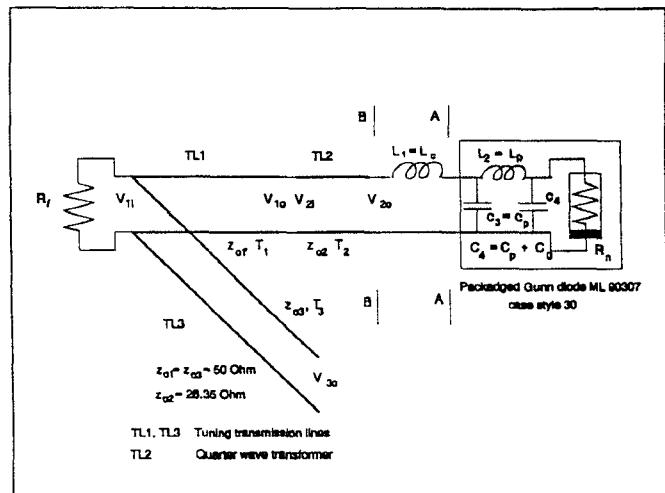 B A
TL1 TL2 L1 = Lc L2 = Lp
Rf V1i V1o V2i V2o C3 = Cp C4
zo1, T1 zo2, T2 C4 = Cp + Cd Rn
Packadged Gunn diode ML 90307
case style 30
zo3, T3 B A
TL3
V3o
zo1= zo3= 50 Ohm
zo2= 28.35 Ohm
TL1, TL3 Tuning transmission lines
TL2 Quarter wave transformer